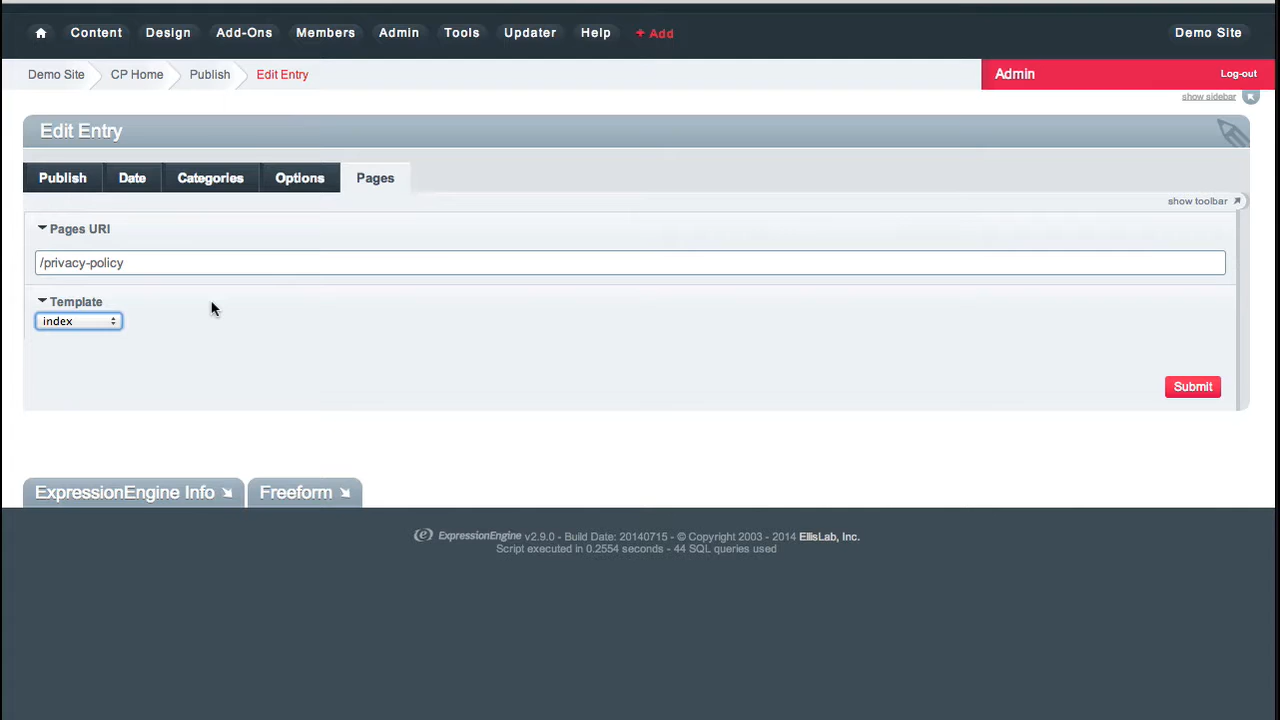 Content Design Add-Ons Members Admin Tools Updater Help + Add Demo Site
Demo Site CP Home Publish Edit Entry Admin Log-out
show sidebar
Edit Entry
Publish Date Categories Options Pages
show toolbar
Pages URI
/privacy-policy
Template
index
Submit
ExpressionEngine Info Freeform
ExpressionEngine v2.9.0 - Build Date: 20140715 - © Copyright 2003 - 2014 EllisLab, Inc.
Script executed in 0.2554 seconds - 44 SQL queries used